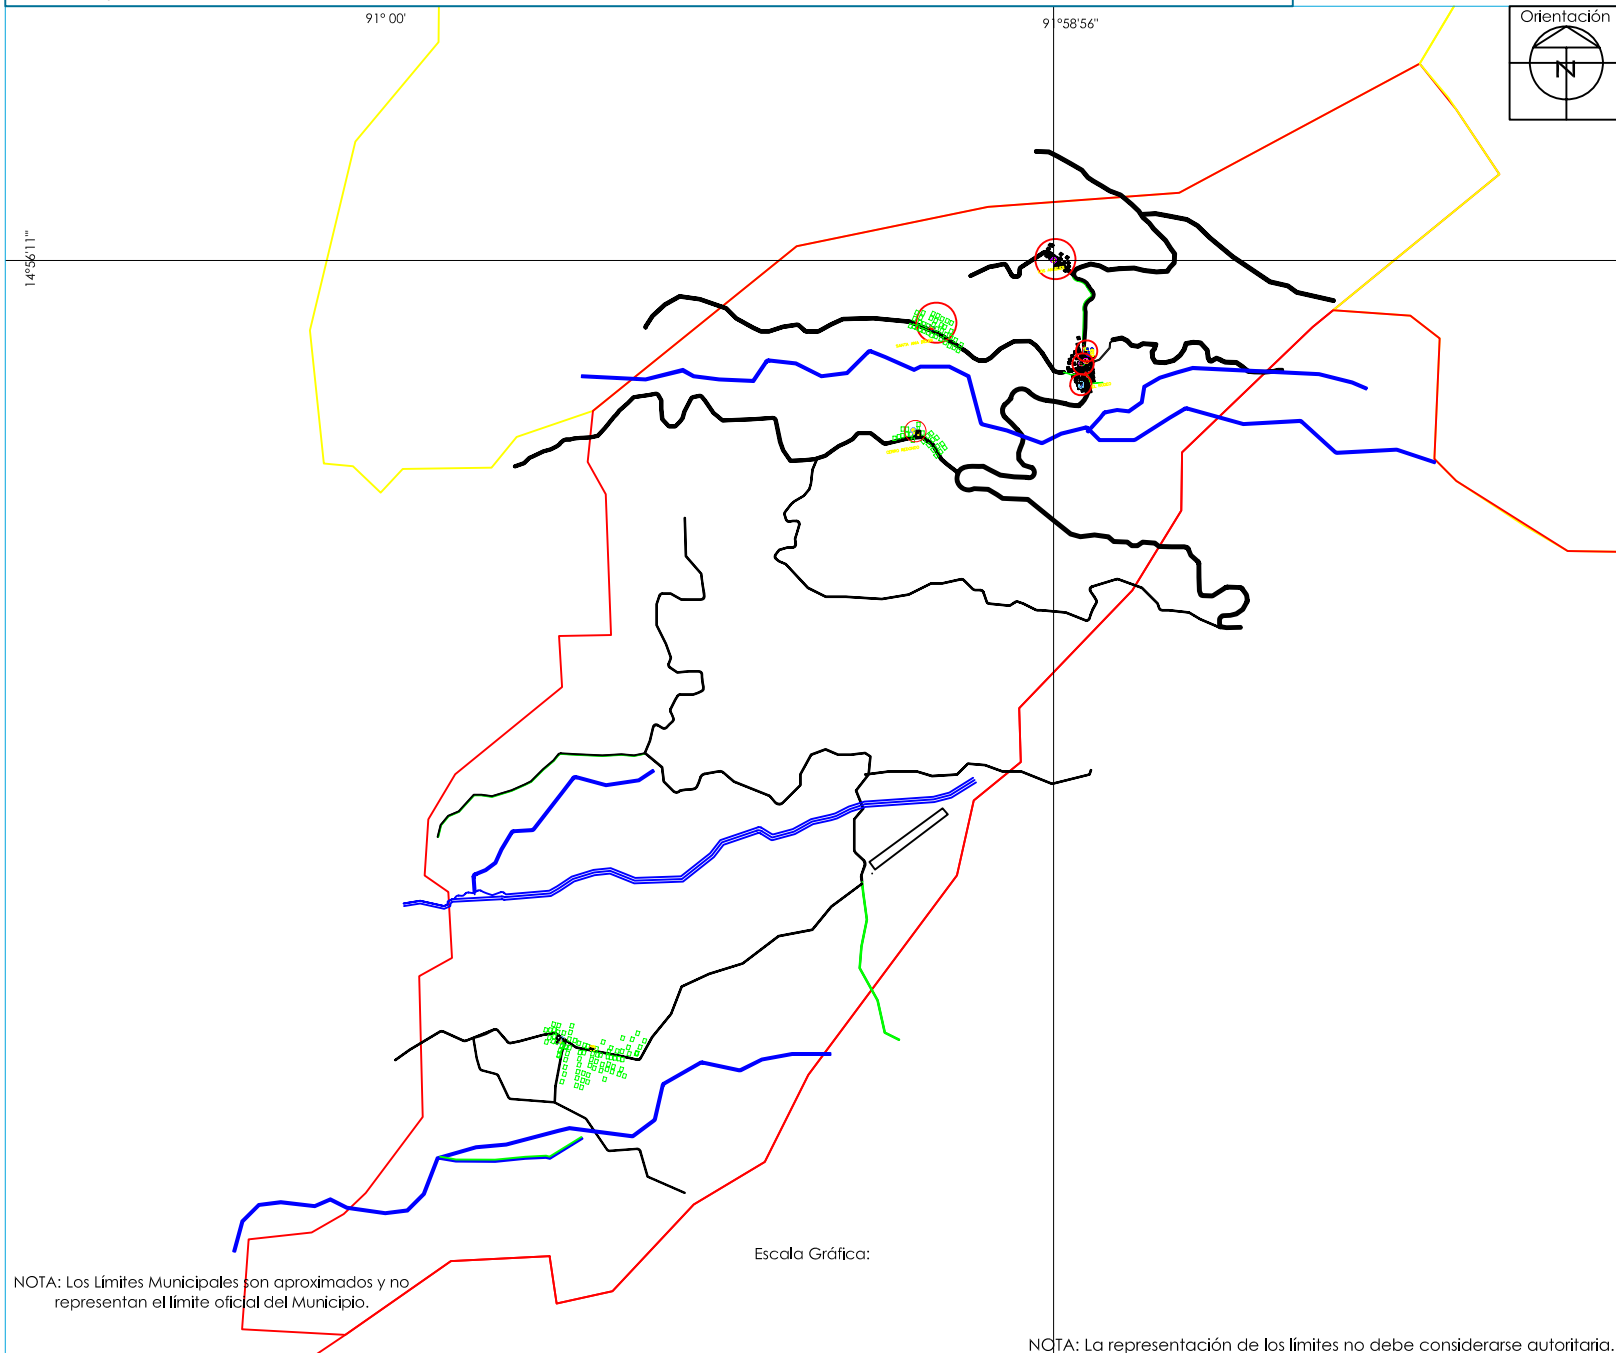 91° 00'
91°58'56"
Orientación
N
14°56'11"'
Escala Gráfica:
NOTA: Los Límites Municipales son aproximados y no
representan el límite oficial del Municipio.
NOTA: La representación de los límites no debe considerarse autoritaria.